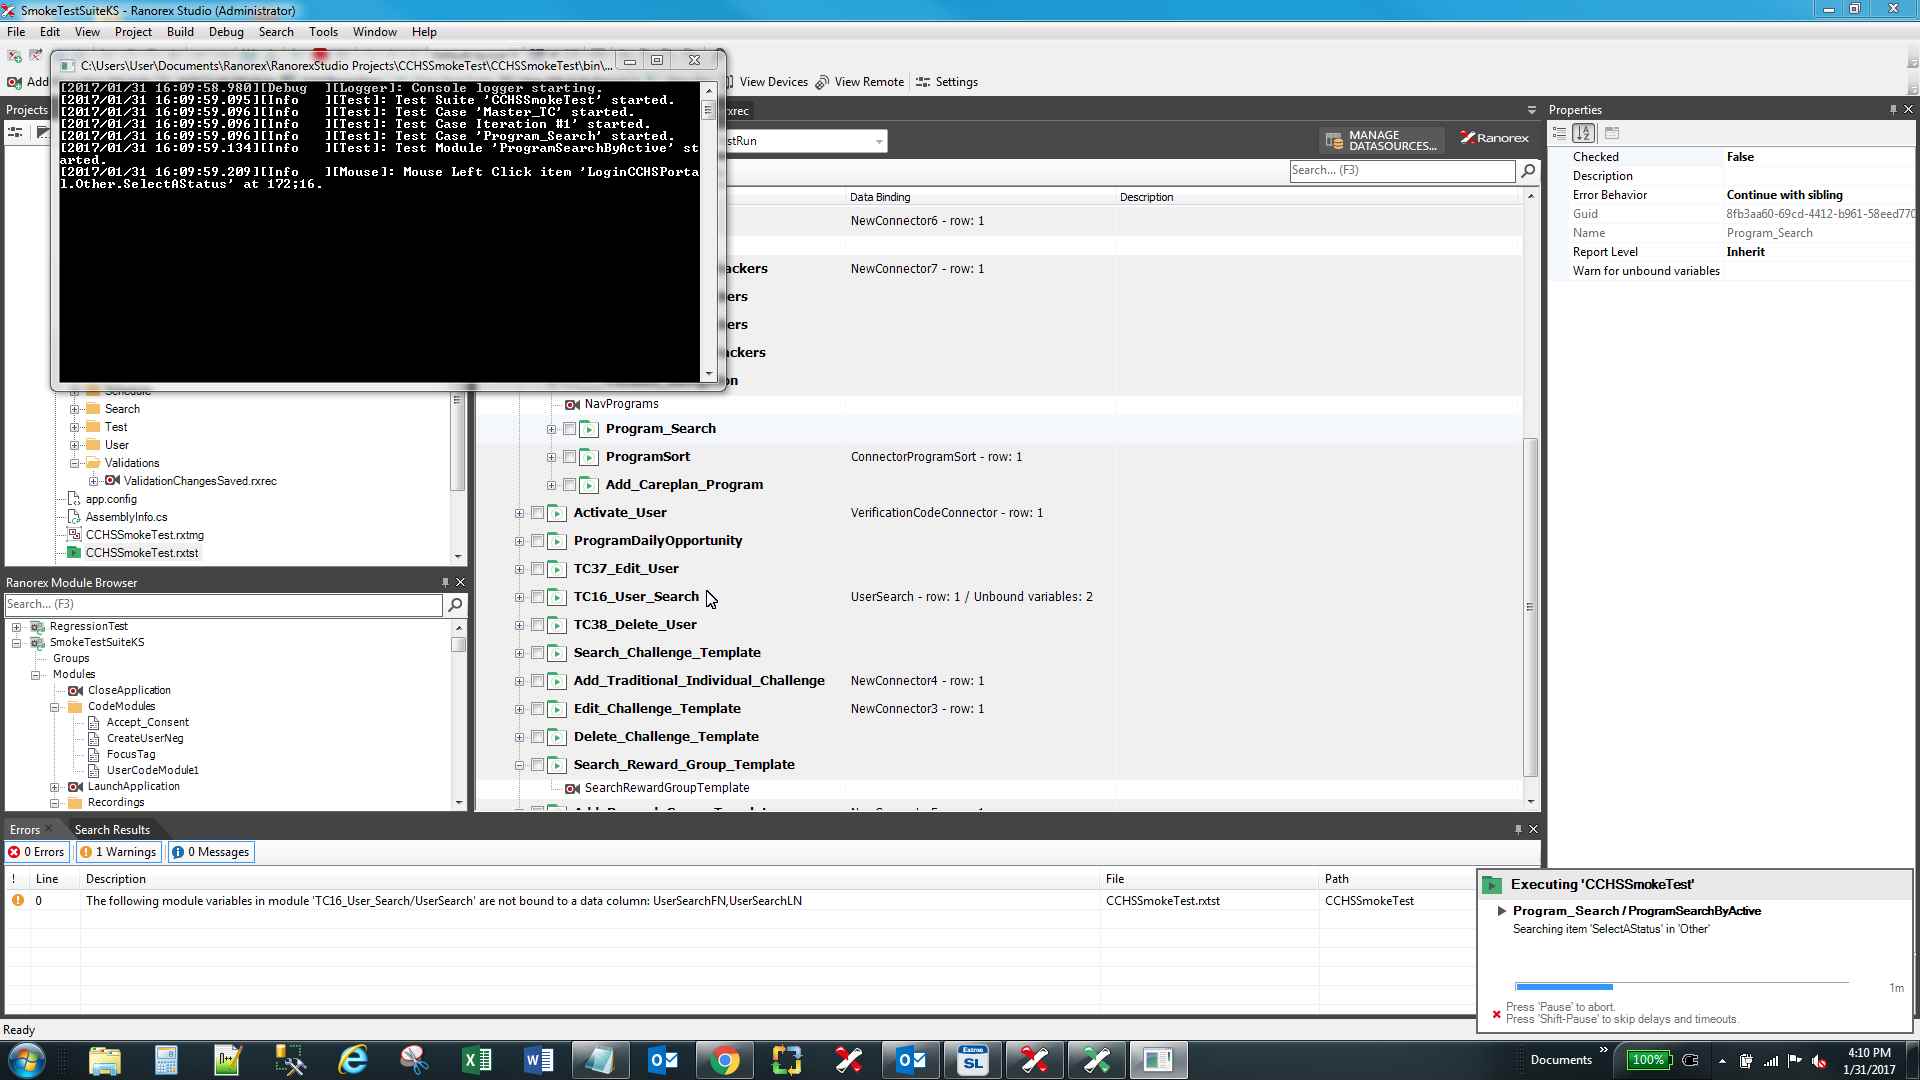 SmokeTestSuiteKS - Ranorex Studio (Administrator)
File Edit View Project Build Debug Search Tools Window Help
C:\Users\User\Documents\Ranorex\RanorexStudio Projects\CCHSSmokeTest\CCHSSmokeTest\bin\...
Add
View Devices View Remote Settings
[2017/01/31 16:09:58.980][Debug ][Logger]: Console logger starting.
[2017/01/31 16:09:59.095][Info ][Test]: Test Suite 'CCHSSmokeTest' started.
[2017/01/31 16:09:59.096][Info ][Test]: Test Case 'Master_TC' started.
[2017/01/31 16:09:59.096][Info ][Test]: Test Case Iteration #1' started.
[2017/01/31 16:09:59.096][Info ][Test]: Test Case 'Program_Search' started.
[2017/01/31 16:09:59.134][Info ][Test]: Test Module 'ProgramSearchByActive' st
arted.
[2017/01/31 16:09:59.209][Info ][Mouse]: Mouse Left Click item 'LoginCCHSPorta
l.Other.SelectAStatus' at 172;16.
Projects
rxrec
stRun
MANAGE
DATASOURCES...
Ranorex
Search... (F3)
Data Binding Description
NewConnector6 - row: 1
ackers NewConnector7 - row: 1
ers
ers
ackers
on
NavPrograms
Program_Search
ProgramSort ConnectorProgramSort - row: 1
Add_Careplan_Program
Activate_User VerificationCodeConnector - row: 1
ProgramDailyOpportunity
TC37_Edit_User
TC16_User_Search UserSearch - row: 1 / Unbound variables: 2
TC38_Delete_User
Search_Challenge_Template
Add_Traditional_Individual_Challenge NewConnector4 - row: 1
Edit_Challenge_Template NewConnector3 - row: 1
Delete_Challenge_Template
Search_Reward_Group_Template
SearchRewardGroupTemplate
Properties
Checked False
Description
Error Behavior Continue with sibling
Guid 8fb3aa60-69cd-4412-b961-58eed770
Name Program_Search
Report Level Inherit
Warn for unbound variables
Schedule
Search
Test
User
Validations
ValidationChangesSaved.rxrec
app.config
AssemblyInfo.cs
CCHSSmokeTest.rxtmg
CCHSSmokeTest.rxtst
Ranorex Module Browser
Search... (F3)
RegressionTest
SmokeTestSuiteKS
Groups
Modules
CloseApplication
CodeModules
Accept_Consent
CreateUserNeg
FocusTag
UserCodeModule1
LaunchApplication
Recordings
Errors Search Results
0 Errors 1 Warnings 0 Messages
! Line Description File Path
0 The following module variables in module 'TC16_User_Search/UserSearch' are not bound to a data column: UserSearchFN,UserSearchLN CCHSSmokeTest.rxtst CCHSSmokeTest
Executing 'CCHSSmokeTest'
Program_Search / ProgramSearchByActive
Searching item 'SelectAStatus' in 'Other'
1m
Press 'Pause' to abort.
Press 'Shift-Pause' to skip delays and timeouts.
Ready
Documents
100%
4:10 PM
1/31/2017